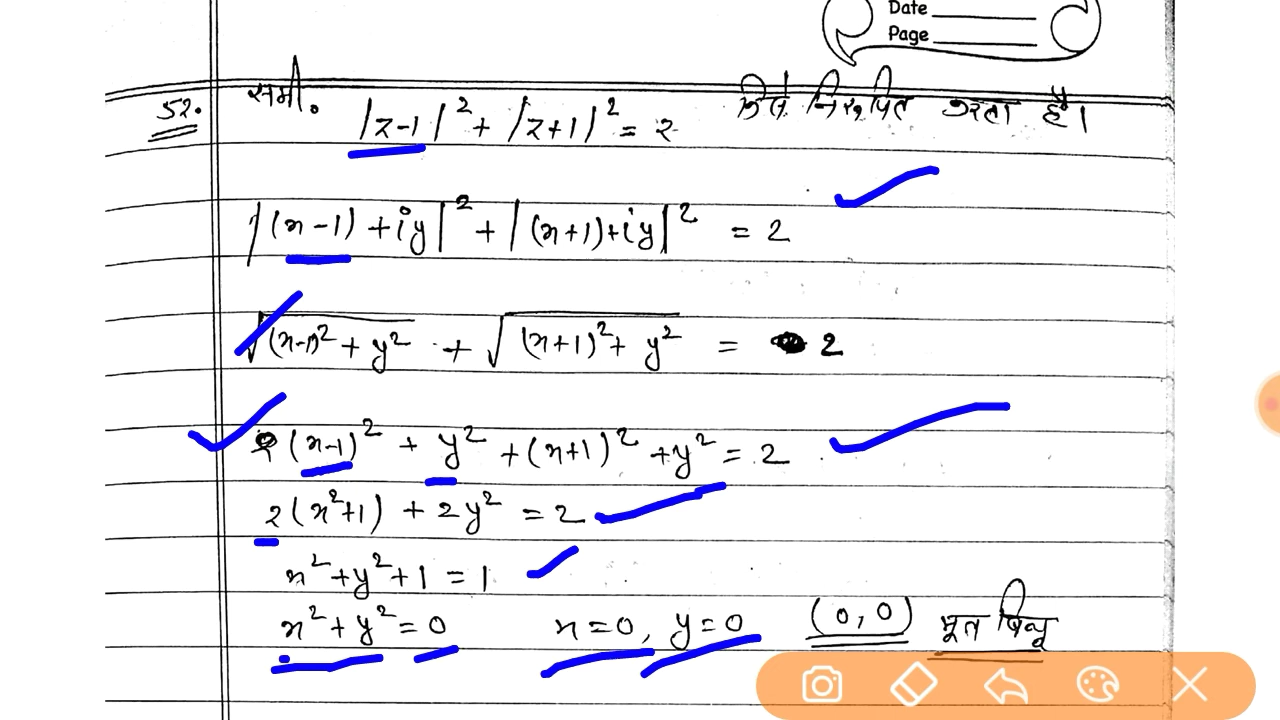 Date
Page
52. समी. |z-1|² + |z+1|² = 2 किसे निरूपित करता है।
|(x-1)+iy|² + |(x+1)+iy|² = 2
√(x-1)² + y² + √(x+1)² + y² = 2
(x-1)² + y² + (x+1)² + y² = 2
2(x²+1) + 2y² = 2
x² + y² + 1 = 1
x² + y² = 0 x=0, y=0 (0,0) मूल बिन्दू